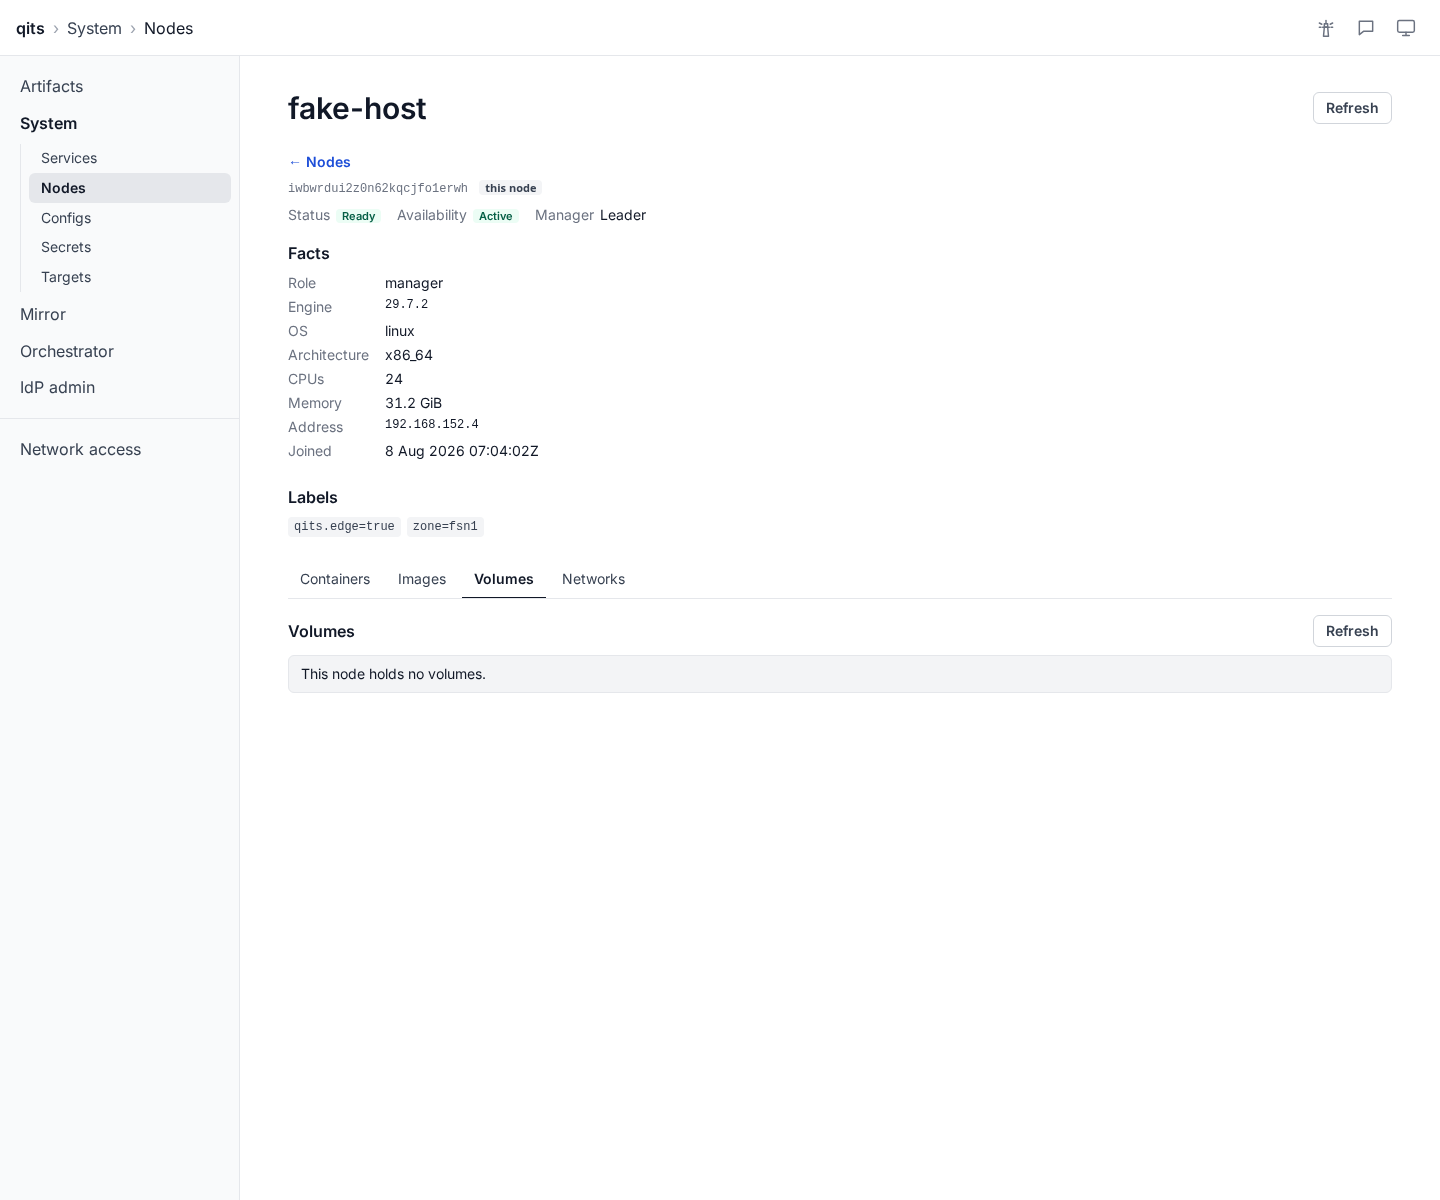 qits › System › Nodes
Artifacts
System
Services
Nodes
Configs
Secrets
Targets
Mirror
Orchestrator
IdP admin
Network access
fake-host
Refresh
← Nodes
iwbwrdui2z0n62kqcjfo1erwh this node
Status Ready Availability Active Manager Leader
Facts
Role manager
Engine 29.7.2
OS linux
Architecture x86_64
CPUs 24
Memory 31.2 GiB
Address 192.168.152.4
Joined 8 Aug 2026 07:04:02Z
Labels
qits.edge=true zone=fsn1
Containers Images Volumes Networks
Volumes
Refresh
This node holds no volumes.